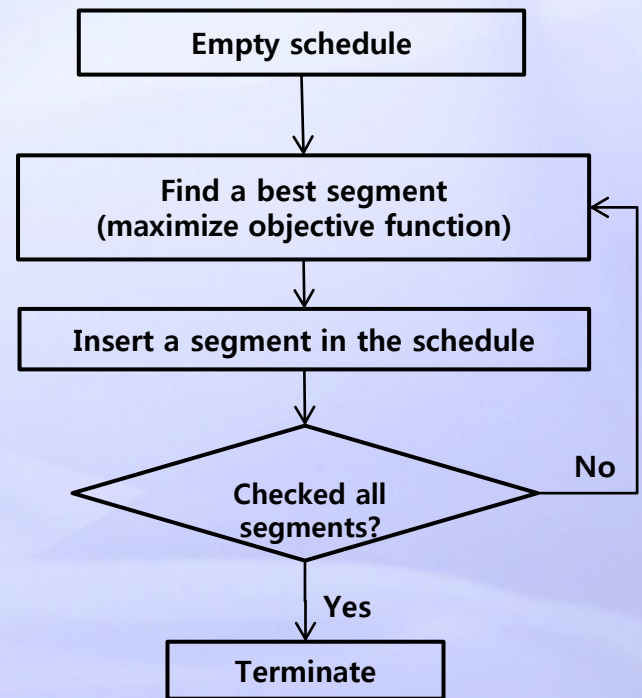 Empty schedule
Find a best segment
(maximize objective function)
Insert a segment in the schedule
Checked all
segments?
No
Yes
Terminate